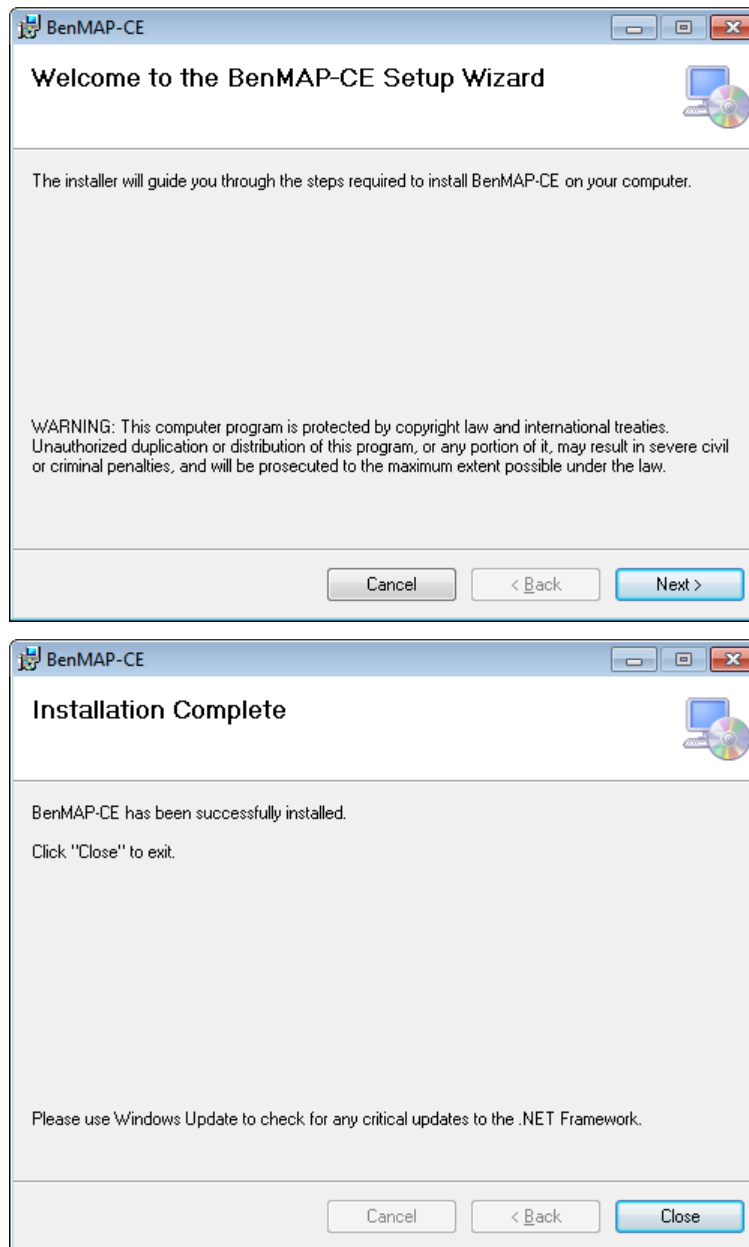 BenMAP-CE
Welcome to the BenMAP-CE Setup Wizard
The installer will guide you through the steps required to install BenMAP-CE on your computer.
WARNING: This computer program is protected by copyright law and international treaties.
Unauthorized duplication or distribution of this program, or any portion of it, may result in severe civil
or criminal penalties, and will be prosecuted to the maximum extent possible under the law.
Cancel < Back Next >
BenMAP-CE
Installation Complete
BenMAP-CE has been successfully installed.
Click "Close" to exit.
Please use Windows Update to check for any critical updates to the .NET Framework.
Cancel < Back Close